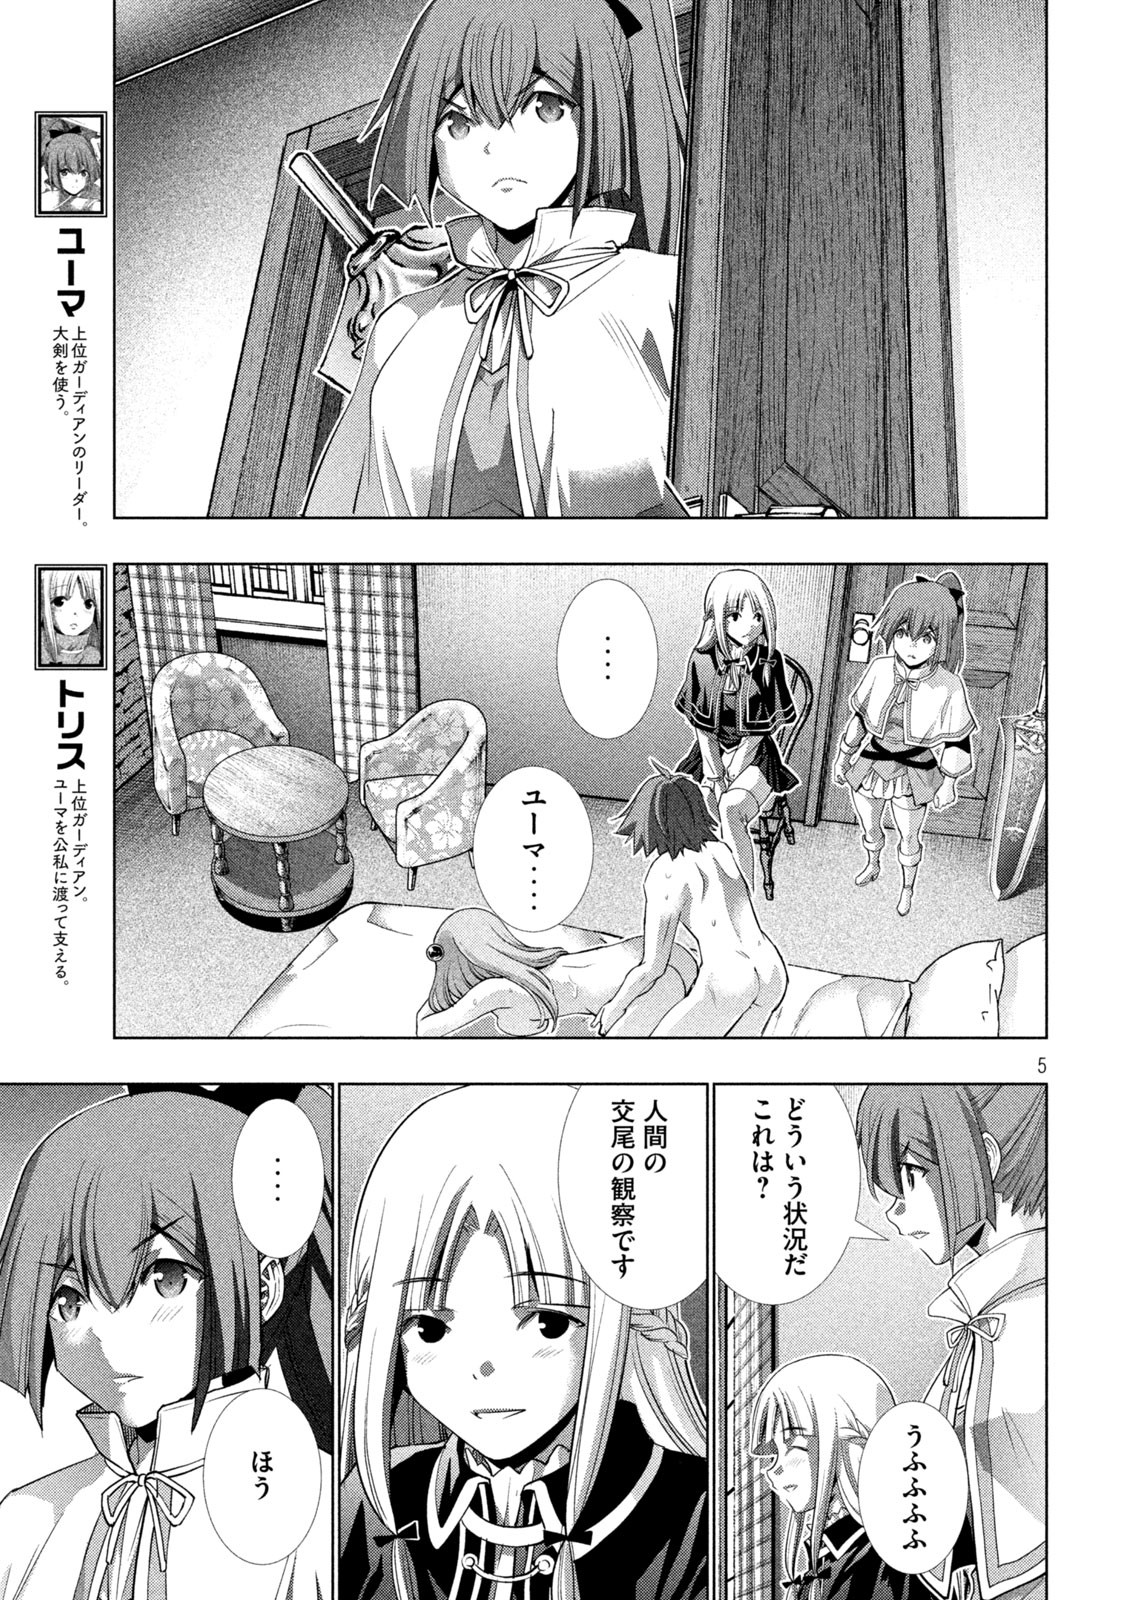 ユーマ
上位ガーディアンのリーダー。
大剣を使う。
‥‥
ユーマ‥‥
トリス
上位ガーディアン。
ユーマを公私に渡って支える。
5
どういう状況だ
これは？
うふふふふ
人間の
交尾の観察です
‥‥
ほう